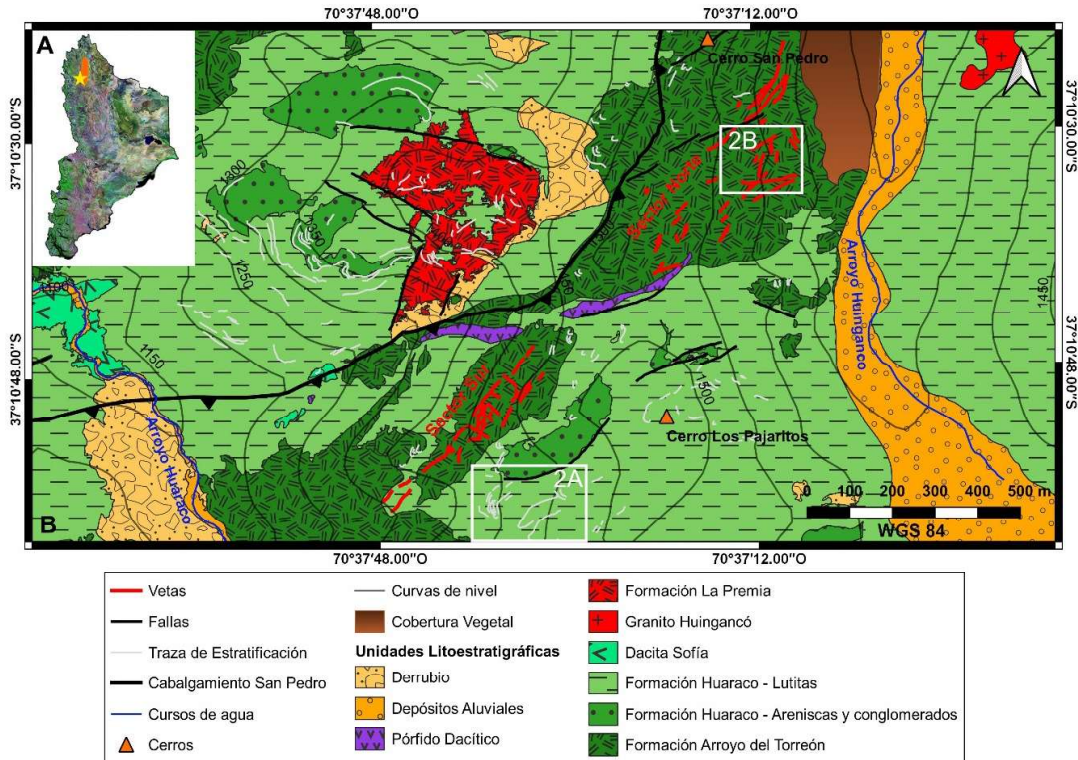 70°37'48.00"O
70°37'12.00"O
A
Cerro San Pedro
37°10'30.00"S
37°10'30.00"S
2B
Sector Norte
1300
1250
Arroyo Huinganco
1450
1150
37°10'48.00"S
37°10'48.00"S
Sector Sur
1500
Cerro Los Pajaritos
Arroyo Huaraco
2A
0 100 200 300 400 500 m
WGS 84
B
70°37'48.00"O
70°37'12.00"O
Vetas
Fallas
Traza de Estratificación
Cabalgamiento San Pedro
Cursos de agua
Cerros
Curvas de nivel
Cobertura Vegetal
Unidades Litoestratigráficas
Derrubio
Depósitos Aluviales
Pórfido Dacítico
Formación La Premia
Granito Huingancó
Dacita Sofía
Formación Huaraco - Lutitas
Formación Huaraco - Areniscas y conglomerados
Formación Arroyo del Torreón